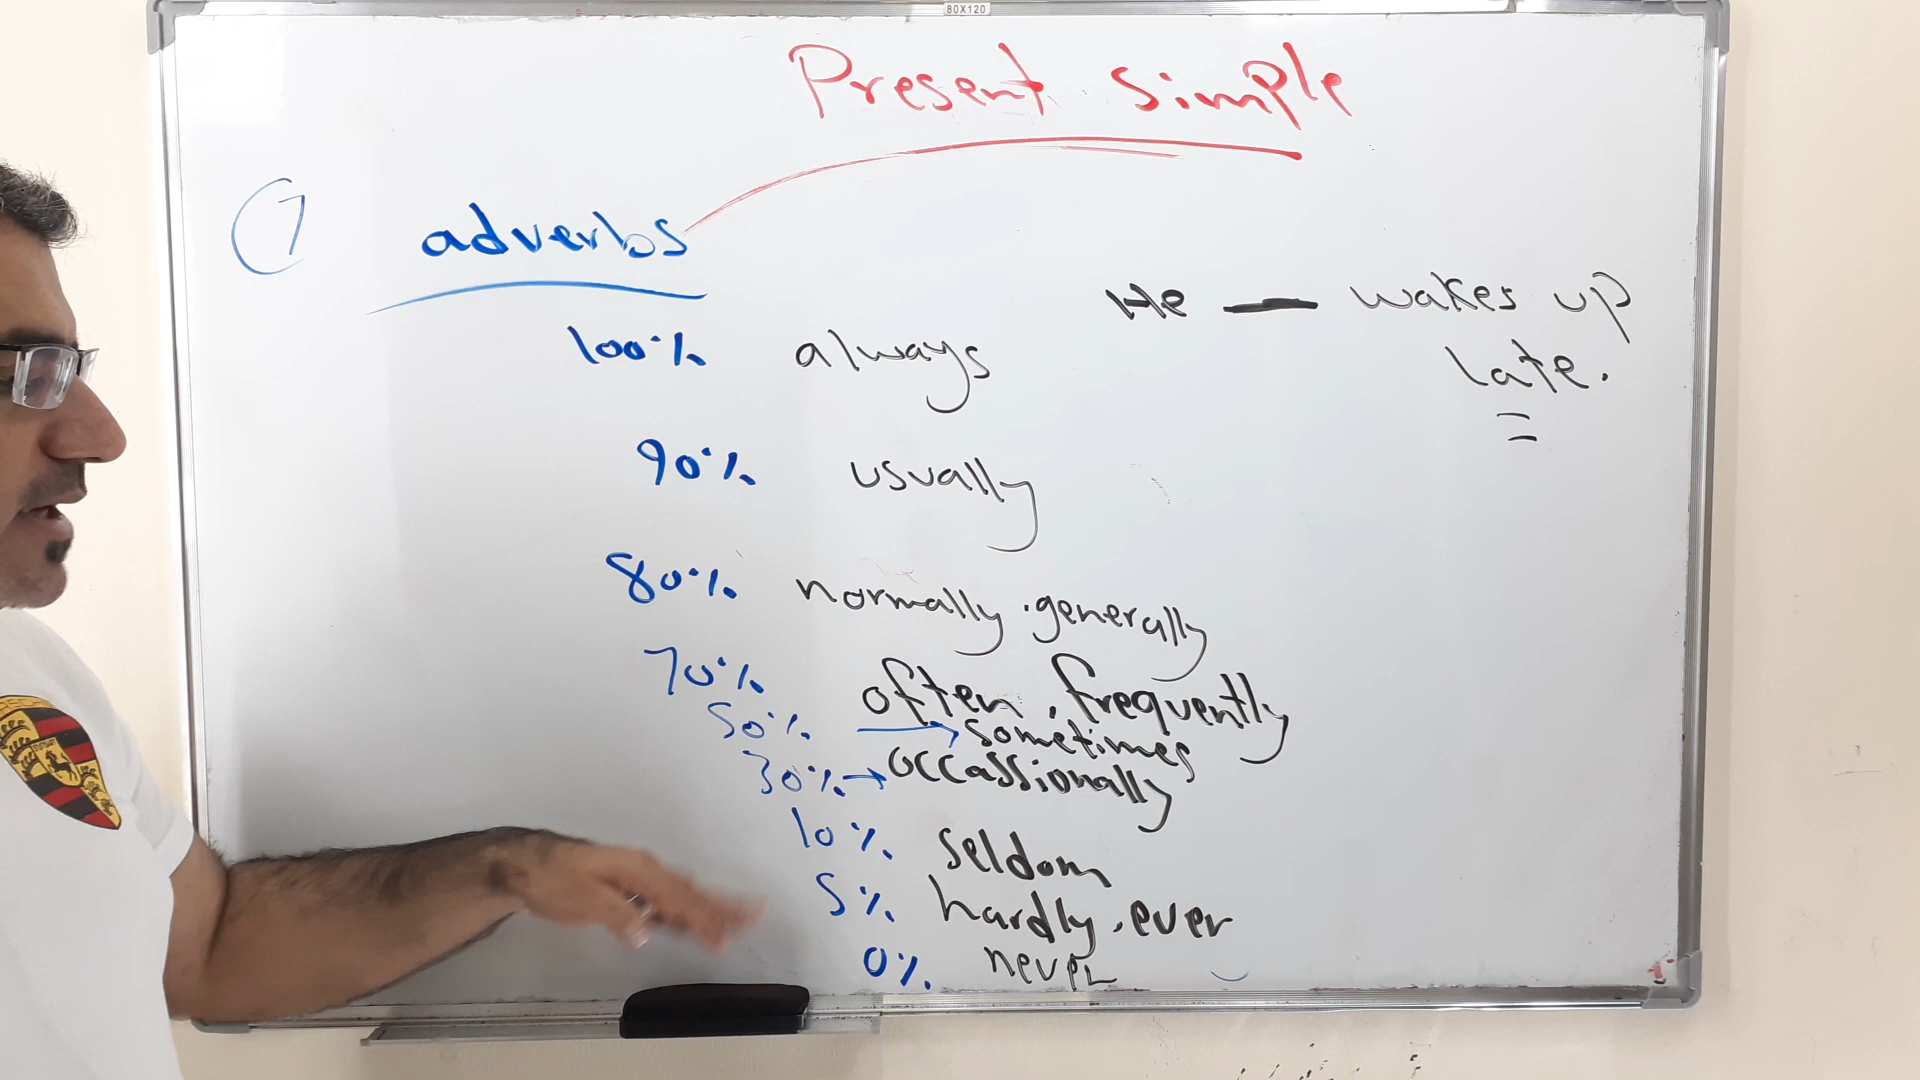 80X120
Present simple
7 adverbs
He — wakes up
late.
100% always
90% usually
80% normally . generally
70% often . frequently
50% → sometimes
30% → occassionally
10% seldom
5% hardly . ever
0% never